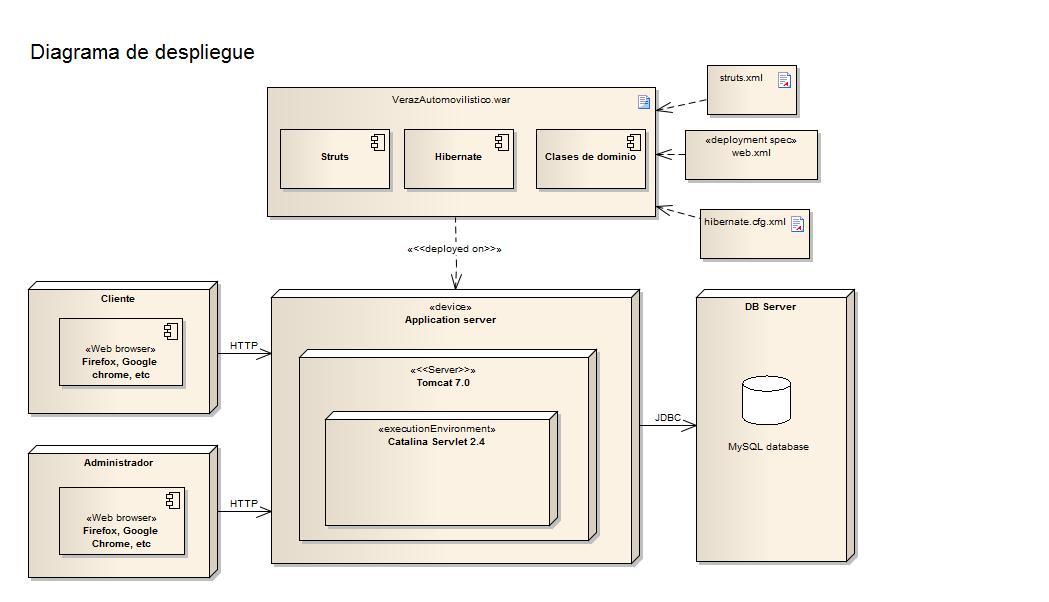 Diagrama de despliegue
VerazAutomovilistico.war
Struts
Hibernate
Clases de dominio
struts.xml
«deployment spec»
web.xml
hibernate.cfg.xml
«<<deployed on>>»
Cliente
«Web browser»
Firefox, Google
chrome, etc
HTTP
Administrador
«Web browser»
Firefox, Google
Chrome, etc
HTTP
«device»
Application server
«<<Server>>»
Tomcat 7.0
«executionEnvironment»
Catalina Servlet 2.4
JDBC
DB Server
MySQL database